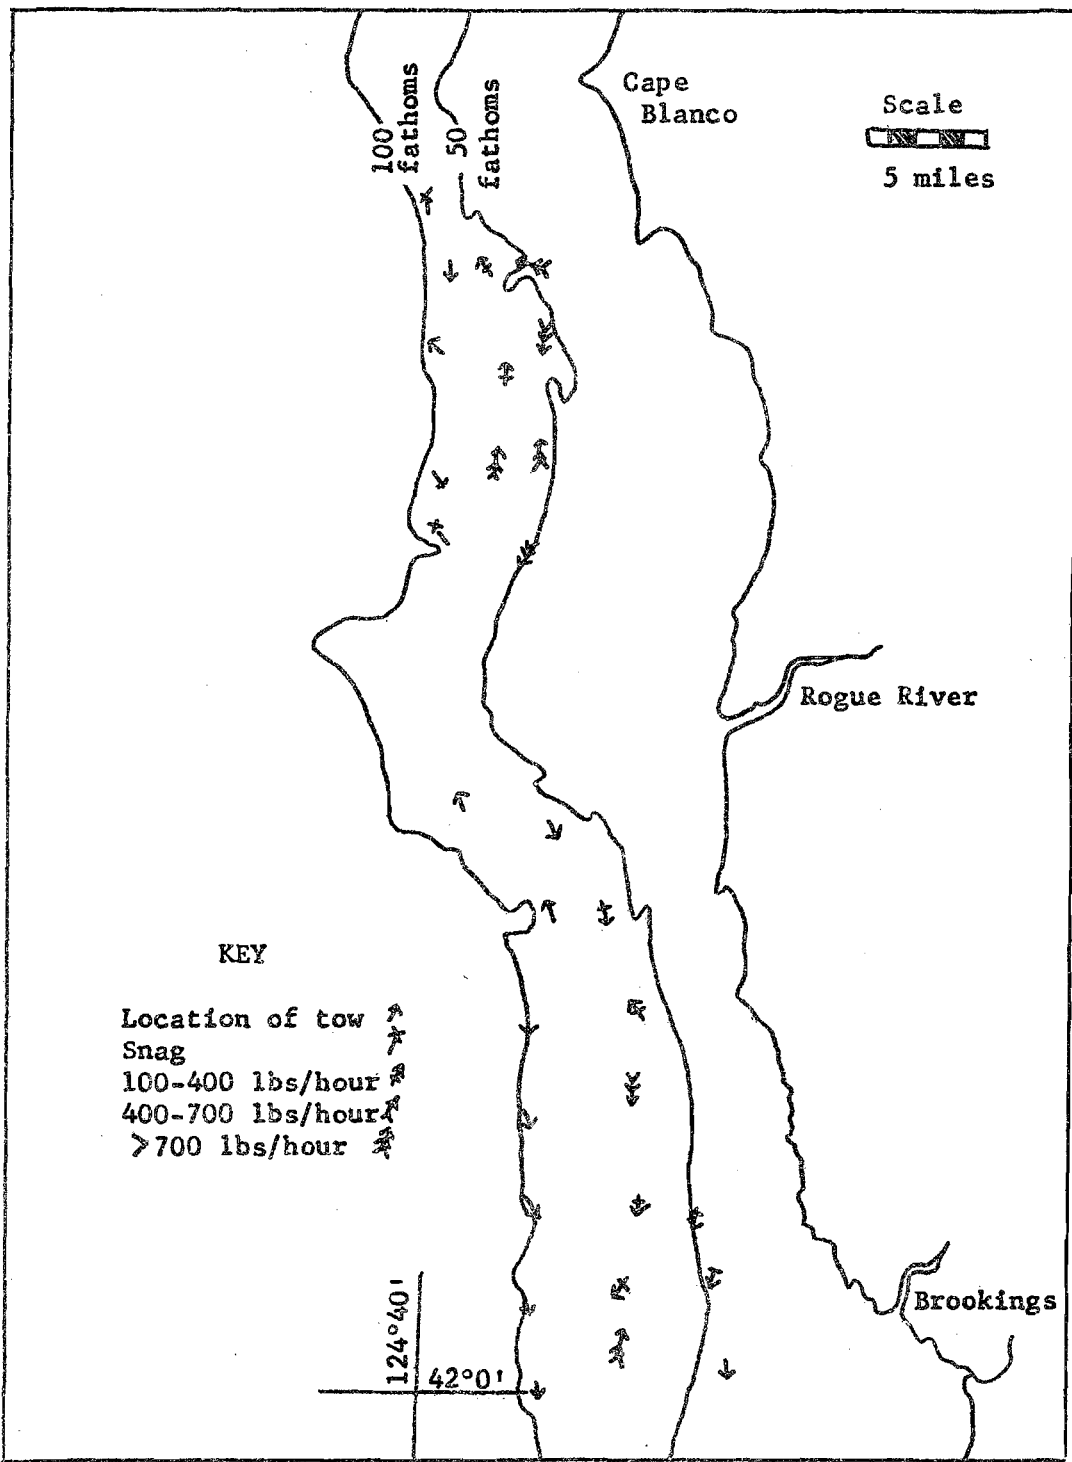 Cape
Blanco
Scale
5 miles
100
fathoms
50
fathoms
Rogue River
KEY
Location of tow
Snag
100-400 lbs/hour
400-700 lbs/hour
>700 lbs/hour
Brookings
124°40'
42°0'